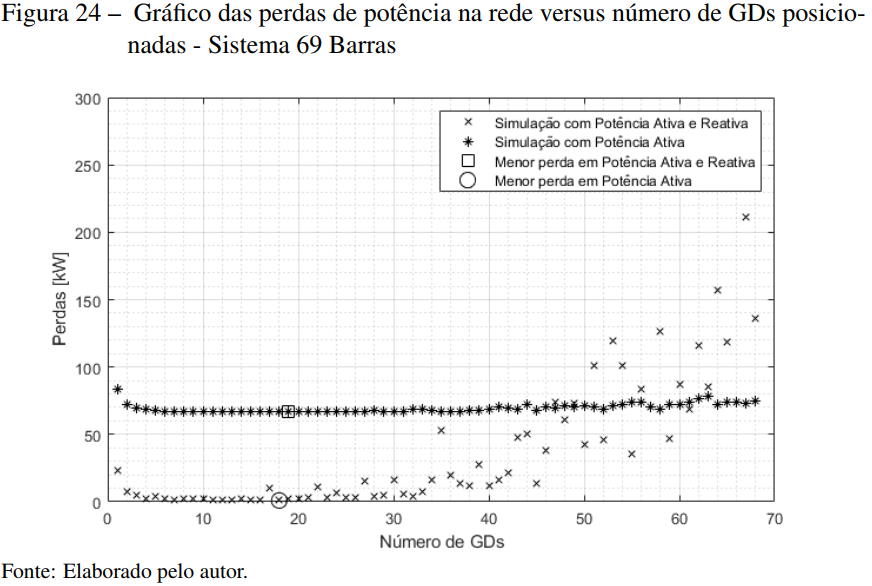 Figura 24 – Gráfico das perdas de potência na rede versus número de GDs posicio-
nadas - Sistema 69 Barras
300
Simulação com Potência Ativa e Reativa
Simulação com Potência Ativa
Menor perda em Potência Ativa e Reativa
Menor perda em Potência Ativa
250
200
150
100
50
0
Perdas [kW]
0 10 20 30 40 50 60 70
Número de GDs
Fonte: Elaborado pelo autor.